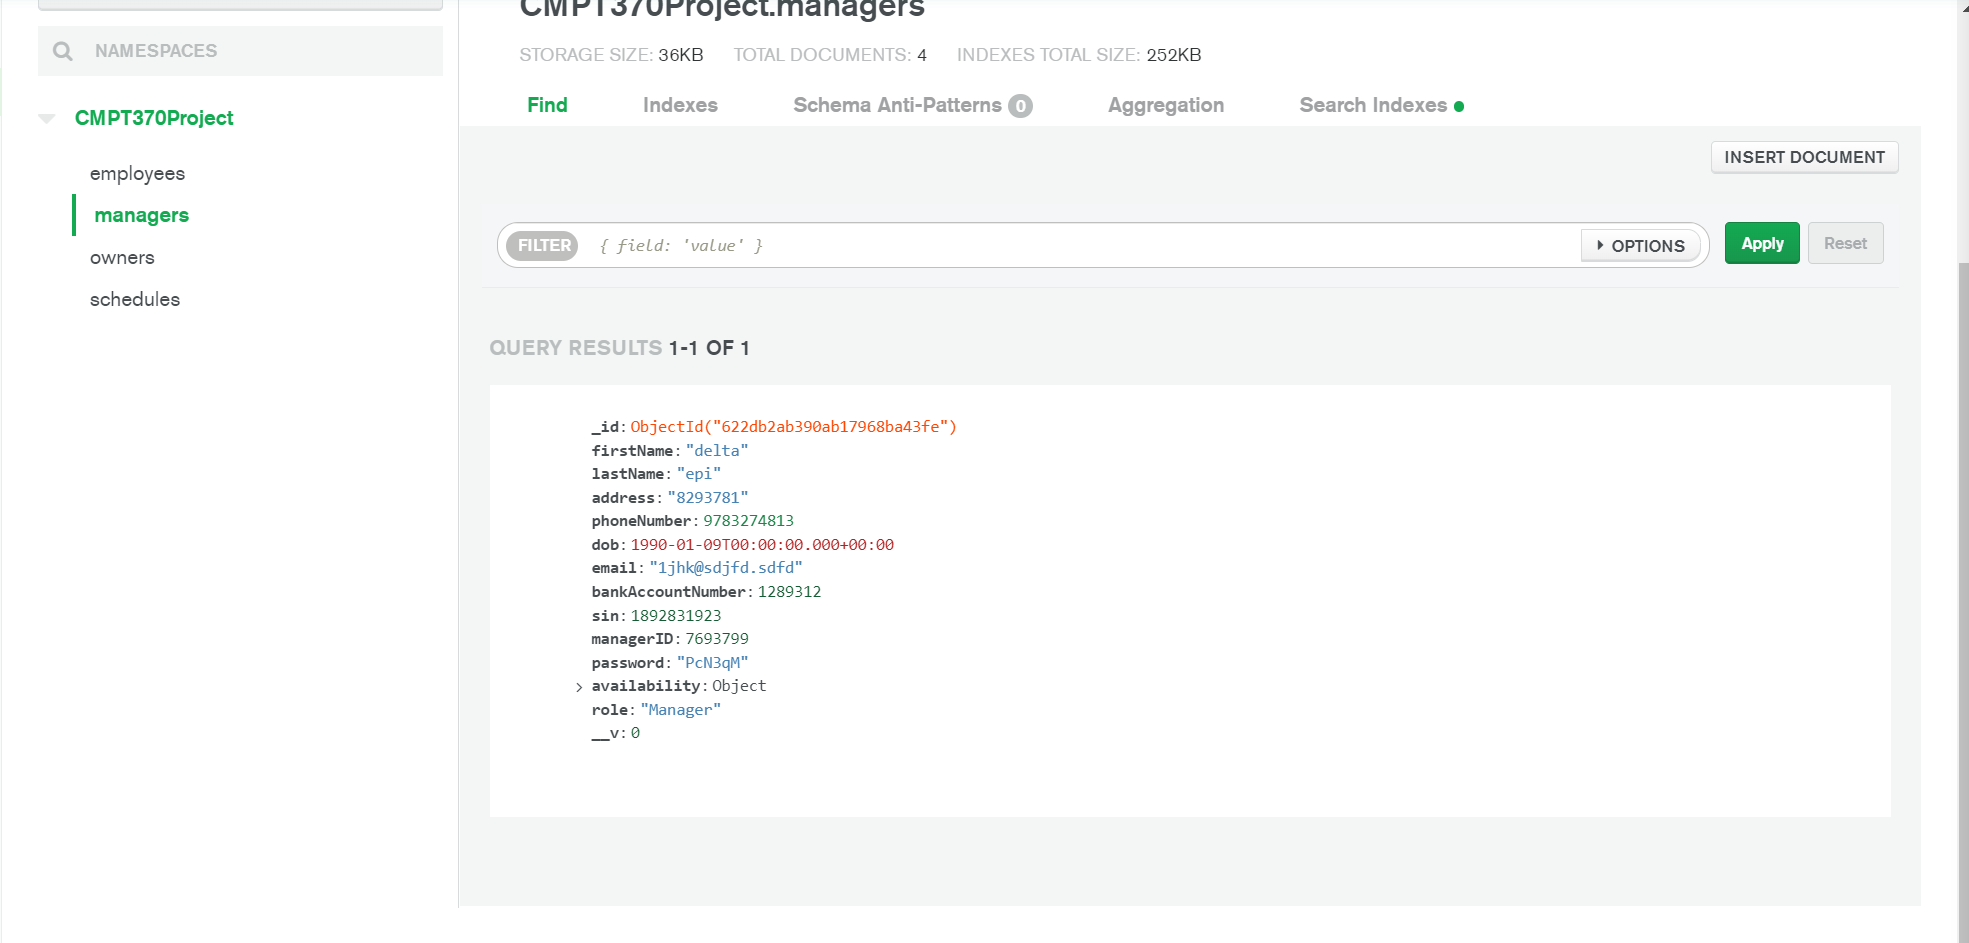 CMPT370Project.managers
NAMESPACES
STORAGE SIZE: 36KB TOTAL DOCUMENTS: 4 INDEXES TOTAL SIZE: 252KB
Find Indexes Schema Anti-Patterns 0 Aggregation Search Indexes
CMPT370Project
employees
managers
owners
schedules
INSERT DOCUMENT
FILTER { field: 'value' } OPTIONS Apply Reset
QUERY RESULTS 1-1 OF 1
_id: ObjectId("622db2ab390ab17968ba43fe")
firstName: "delta"
lastName: "epi"
address: "8293781"
phoneNumber: 9783274813
dob: 1990-01-09T00:00:00.000+00:00
email: "1jhk@sdjfd.sdfd"
bankAccountNumber: 1289312
sin: 1892831923
managerID: 7693799
password: "PcN3qM"
availability: Object
role: "Manager"
__v: 0